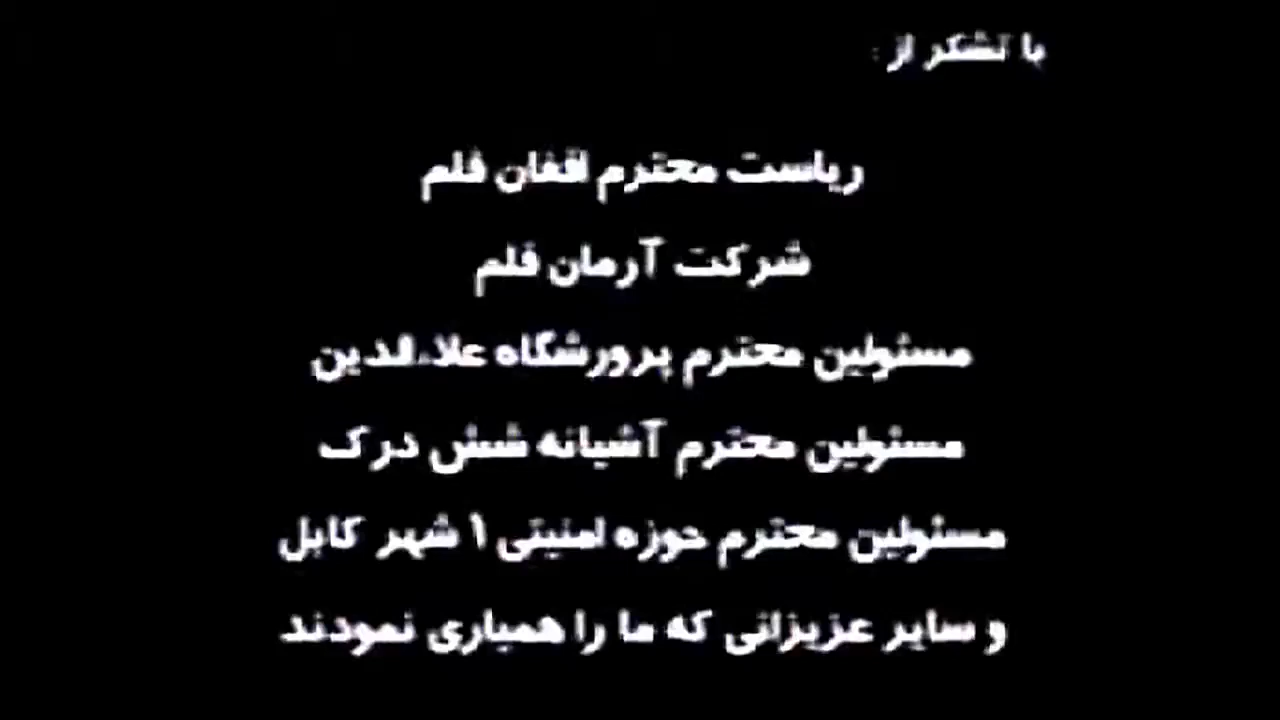 با تشکر از :
ریاست محترم افغان فلم
شرکت آرمان فلم
مسئولین محترم پرورشگاه علاءالدین
مسئولین محترم آشیانه شش درک
مسئولین محترم حوزه امنیتی ۱ شهر کابل
و سایر عزیزانی که ما را همیاری نمودند